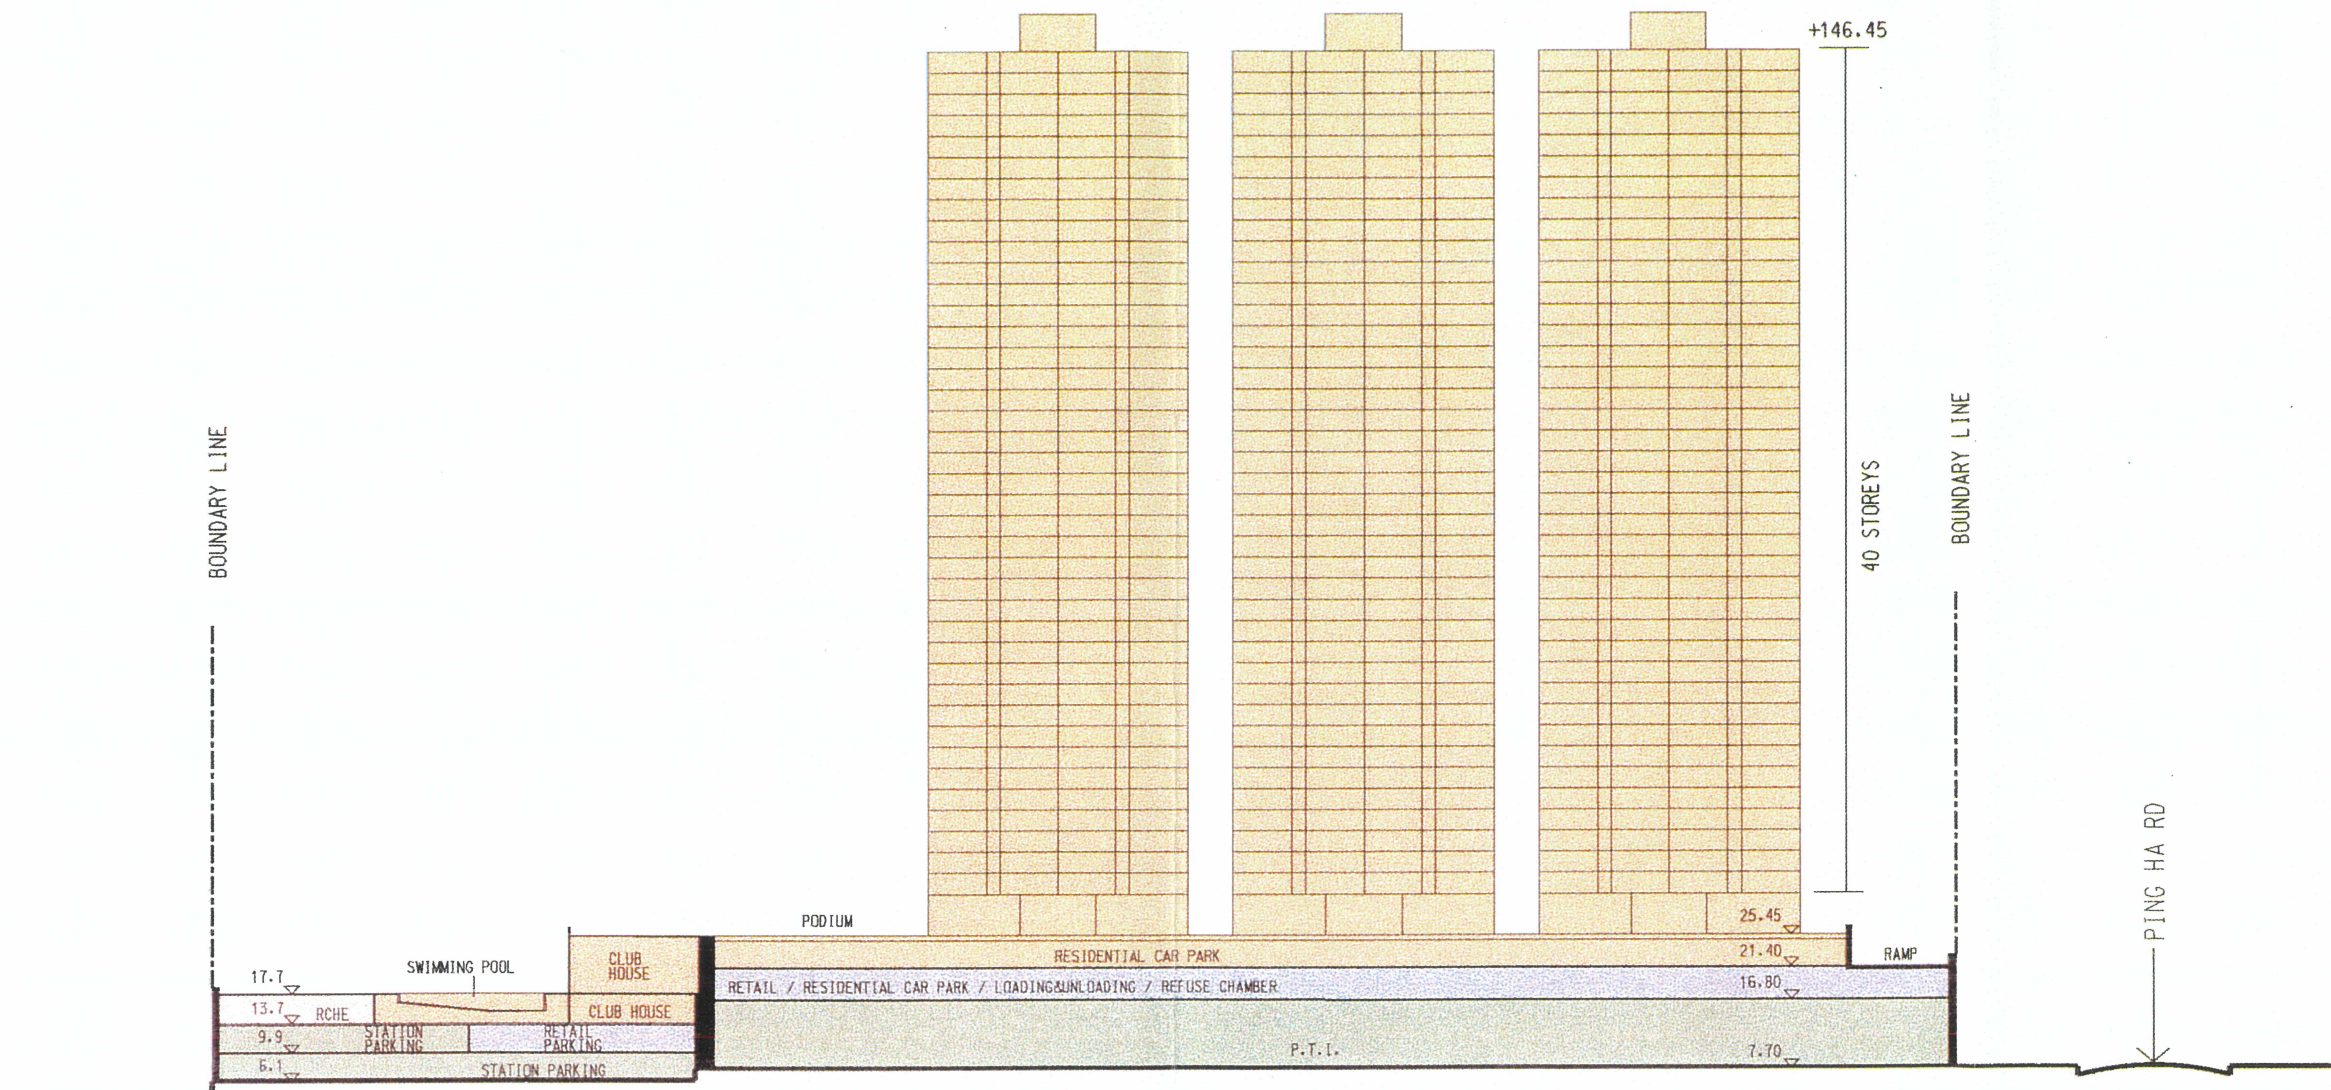 +146.45
BOUNDARY LINE
BOUNDARY LINE
40 STOREYS
PING HA RD
PODIUM
25.45
CLUB
HOUSE
RESIDENTIAL CAR PARK
21.40
RAMP
SWIMMING POOL
17.7
RETAIL / RESIDENTIAL CAR PARK / LOADING&UNLOADING / REFUSE CHAMBER
16.80
13.7
RCHE
CLUB HOUSE
9.9
STATION
PARKING
RETAIL
PARKING
P.T.I.
7.70
6.1
STATION PARKING